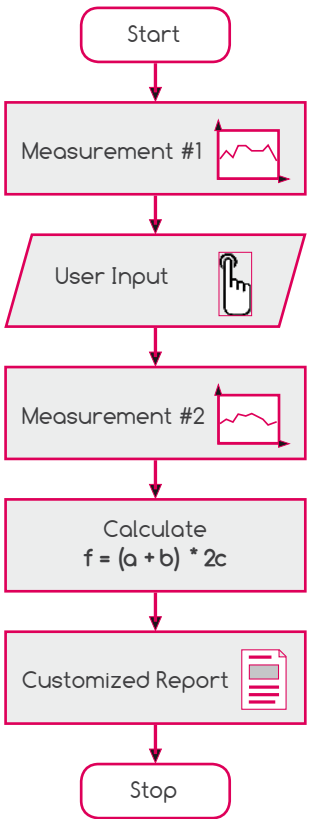 Start
Measurement #1
User Input
Measurement #2
Calculate
f = (a + b) * 2c
Customized Report
Stop